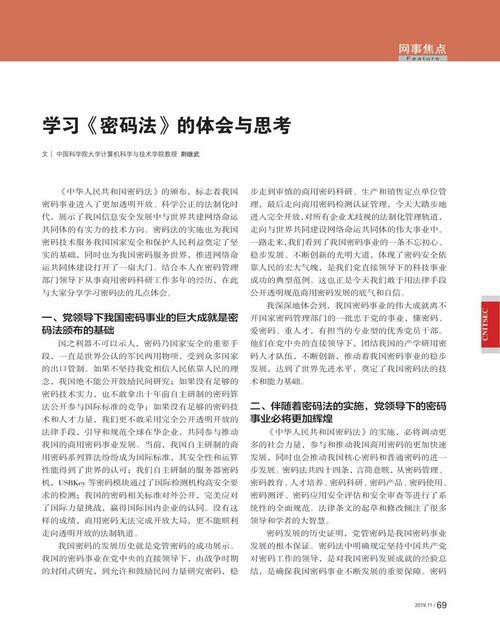 网事焦点
Feature
学习《密码法》的体会与思考
文 | 中国科学院大学计算机科学与技术学院教授 荆继武
《中华人民共和国密码法》的颁布，标志着我国
密码事业进入了更加透明开放、科学公正的法制化时
代，展示了我国信息安全发展中与世界共建网络命运
共同体的有实力的技术方向。密码法的实施也为我国
密码技术服务我国国家安全和保护人民利益奠定了坚
实的基础，同时也为我国密码服务世界，推进网络命
运共同体建设打开了一扇大门。结合本人在密码管理
部门领导下从事商用密码科研工作多年的经历，在此
与大家分享学习密码法的几点体会。
一、党领导下我国密码事业的巨大成就是密
码法颁布的基础
国之利器不可以示人，密码乃国家安全的重要手
段，一直是世界公认的军民两用物项，受到众多国家
的出口管制。如果不坚持我党相信人民依靠人民的理
念，我国绝不能公开鼓励民间研究；如果没有足够的
密码技术实力，也不敢拿出十年前自主研制的密码算
法公开参与国际标准的竞争；如果没有足够的密码技
术和人才力量，我们更不敢采用完全公开透明开放的
法律手段，引导和规范全球在华企业，共同参与推动
我国的商用密码事业发展。当前，我国自主研制的商
用密码系列算法纷纷成为国际标准，其安全性和运算
性能得到了世界的认可；我们自主研制的服务器密码
机，USBKey 等密码模块通过了国际检测机构高安全要
求的检测；我国的密码相关标准对外公开，完美应对
了国际力量挑战，赢得国际国内企业的认同。没有这
样的成绩，商用密码无法完成开放大局，更不能顺利
走向透明开放的法制轨道。
我国密码的发展历史就是党管密码的成功展示。
我国的密码事业在党中央的直接领导下，由战争时期
的封闭式研究，到允许和鼓励民间力量研究密码，稳
步走到审慎的商用密码科研、生产和销售定点单位管
理，最后走向商用密码检测认证管理，今天大踏步地
进入完全开放，对所有企业无歧视的法制化管理轨道，
走向与世界共同建设网络命运共同体的伟大事业中。
一路走来，我们看到了我国密码事业的一条不忘初心、
稳步发展、不断创新的光明大道，体现了密码安全依
靠人民的宏大气魄，是我们党直接领导下的科技事业
成功的典型范例。这也正是今天我们敢于用法律手段
公开透明规范商用密码发展的底气和自信。
我深深地体会到，我国密码事业的伟大成就离不
开国家密码管理部门的一批忠于党的事业、懂密码、
爱密码、重人才，有担当的专业型的优秀党员干部。
他们在党中央的直接领导下，团结我国的产学研用密
码人才队伍，不断创新，推动着我国密码事业的稳步
发展，达到了世界先进水平，奠定了我国密码法的技
术和能力基础。
二、伴随着密码法的实施，党领导下的密码
事业必将更加辉煌
《中华人民共和国密码法》的实施，必将调动更
多的社会力量，参与和推动我国商用密码的更加快速
发展，同时也会推动我国核心密码和普通密码的进一
步发展。密码法共四十四条，言简意赅，从密码管理、
密码教育、人才培养、密码科研、密码产品、密码使用、
密码测评、密码应用安全评估和安全审查等进行了系
统性的全面规范。法律条文的起草和修改倾注了很多
领导和学者的大智慧。
密码发展的历史证明，党管密码是我国密码事业
发展的根本保证。密码法中明确规定坚持中国共产党
对密码工作的领导，是对我国密码发展成就的经验总
结，是确保我国密码事业不断发展的重要保障。密码
CNITSEC
2019.11 / 69